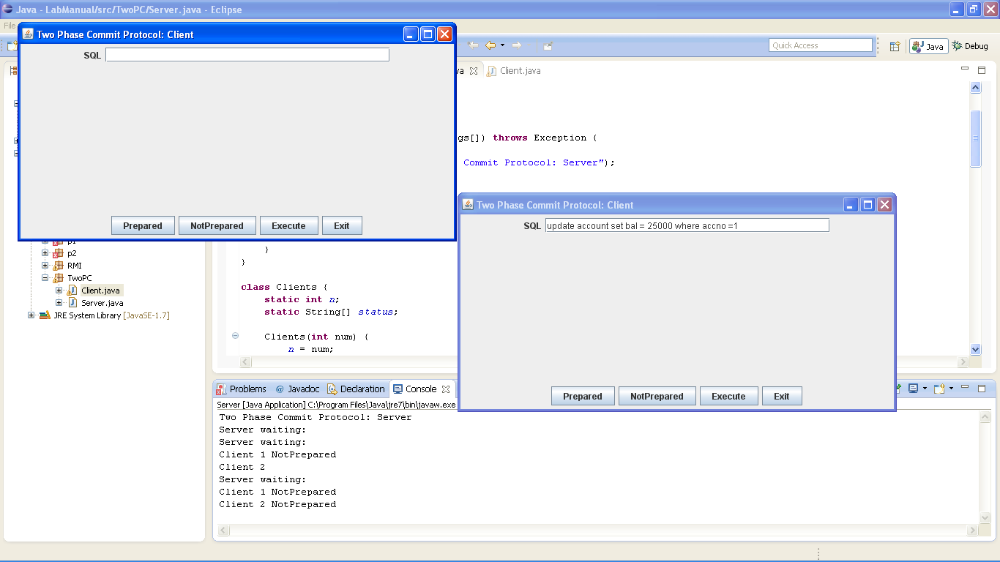 Java - LabManual/src/TwoPC/Server.java - Eclipse
File
Two Phase Commit Protocol: Client
SQL
Prepared NotPrepared Execute Exit
Quick Access
Java
Debug
va
Client.java
gs[]) throws Exception {
Commit Protocol: Server");
Two Phase Commit Protocol: Client
SQL update account set bal = 25000 where accno =1
Prepared NotPrepared Execute Exit
p1
p2
RMI
TwoPC
Client.java
Server.java
JRE System Library [JavaSE-1.7]
}
}
class Clients {
static int n;
static String[] status;
Clients(int num) {
n = num;
Problems @ Javadoc Declaration Console
Server [Java Application] C:\Program Files\Java\jre7\bin\javaw.exe
Two Phase Commit Protocol: Server
Server waiting:
Server waiting:
Client 1 NotPrepared
Client 2
Server waiting:
Client 1 NotPrepared
Client 2 NotPrepared